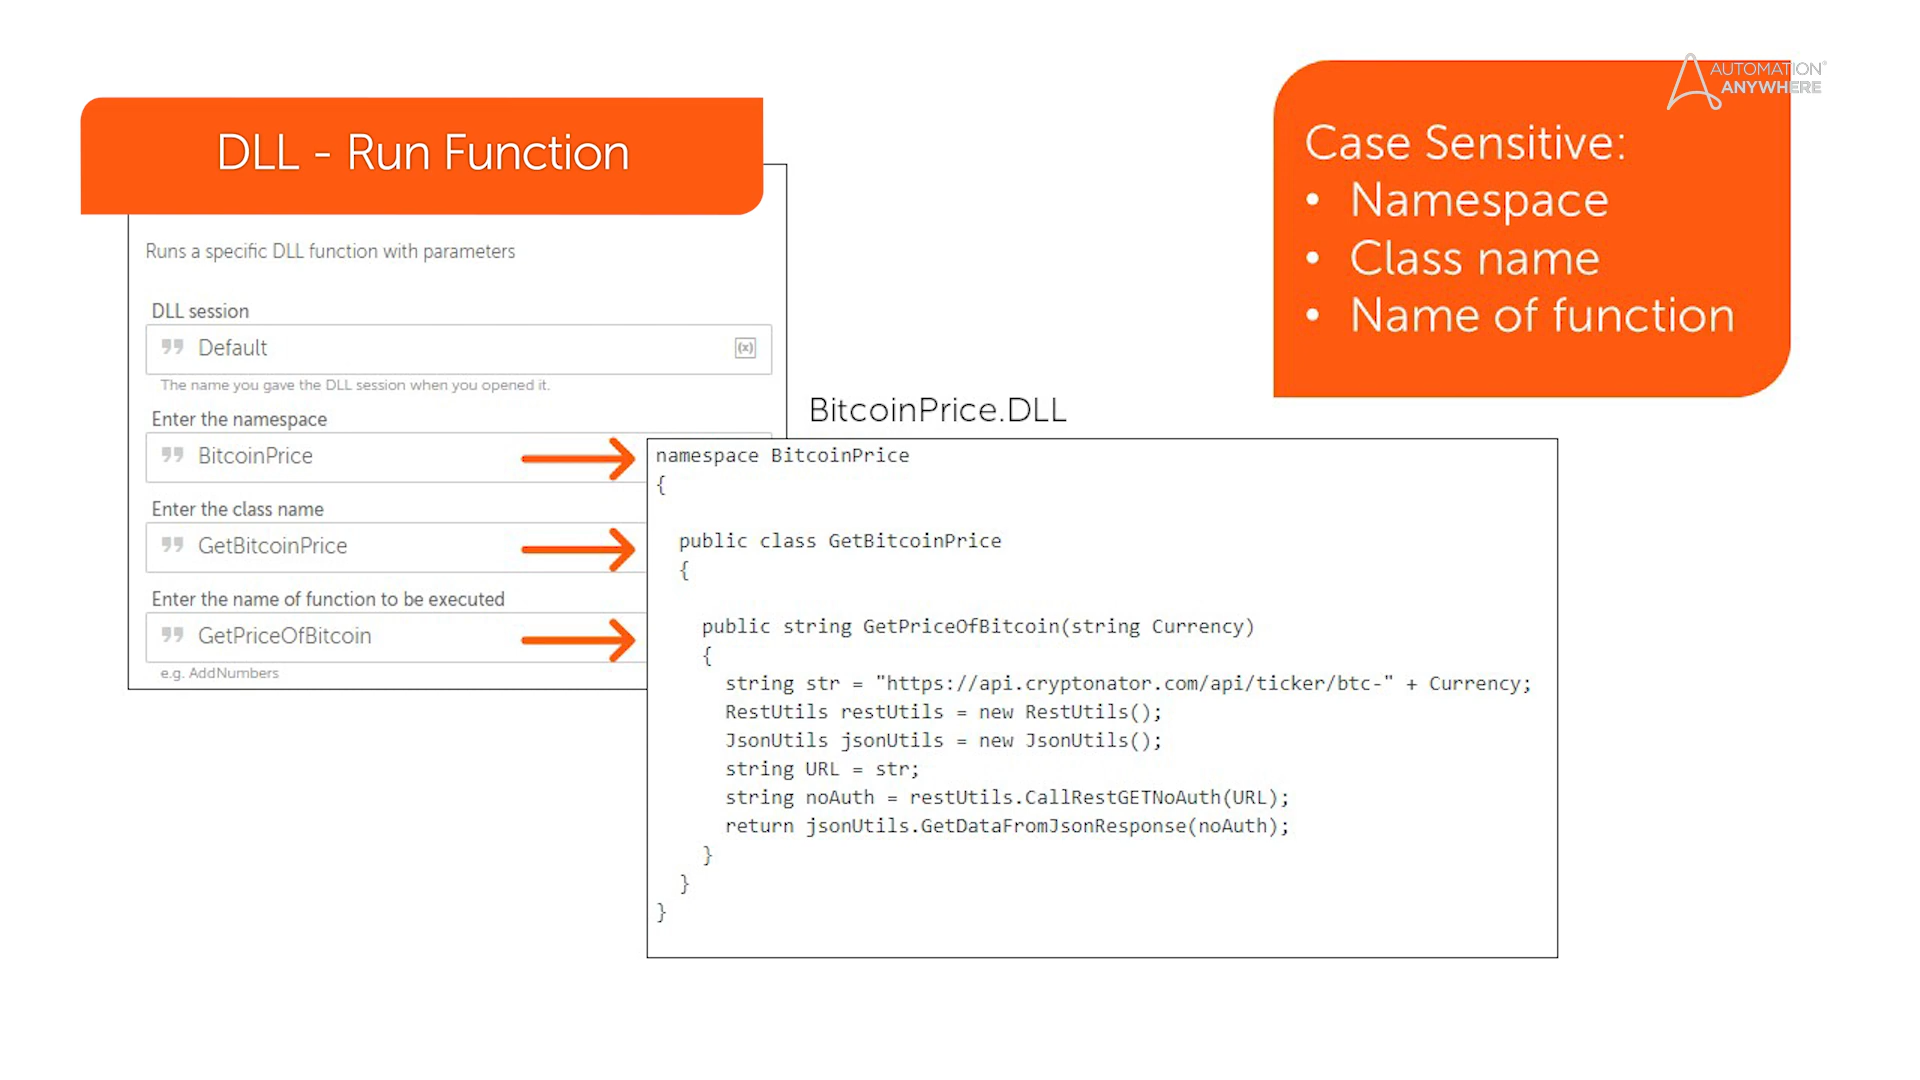 AUTOMATION
ANYWHERE
DLL - Run Function
Runs a specific DLL function with parameters
DLL session
Default
(x)
The name you gave the DLL session when you opened it.
Enter the namespace
BitcoinPrice
Enter the class name
GetBitcoinPrice
Enter the name of function to be executed
GetPriceOfBitcoin
e.g. AddNumbers
Case Sensitive:
• Namespace
• Class name
• Name of function
BitcoinPrice.DLL
namespace BitcoinPrice
{
public class GetBitcoinPrice
{
public string GetPriceOfBitcoin(string Currency)
{
string str = "https://api.cryptonator.com/api/ticker/btc-" + Currency;
RestUtils restUtils = new RestUtils();
JsonUtils jsonUtils = new JsonUtils();
string URL = str;
string noAuth = restUtils.CallRestGETNoAuth(URL);
return jsonUtils.GetDataFromJsonResponse(noAuth);
}
}
}